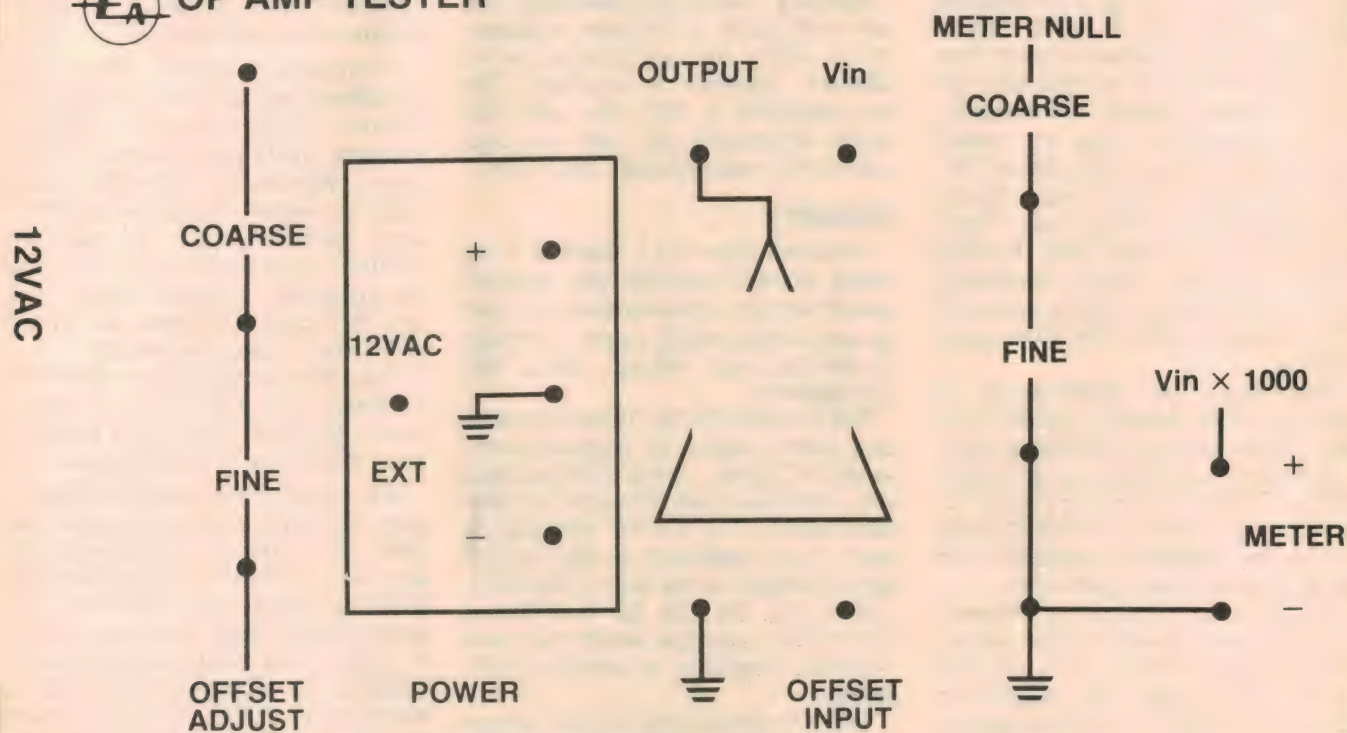 EA OP AMP TESTER
METER NULL
OUTPUT Vin
COARSE
COARSE
+
12VAC
12VAC
FINE
Vin × 1000
FINE
EXT
+
−
METER
−
OFFSET
ADJUST
POWER
OFFSET
INPUT